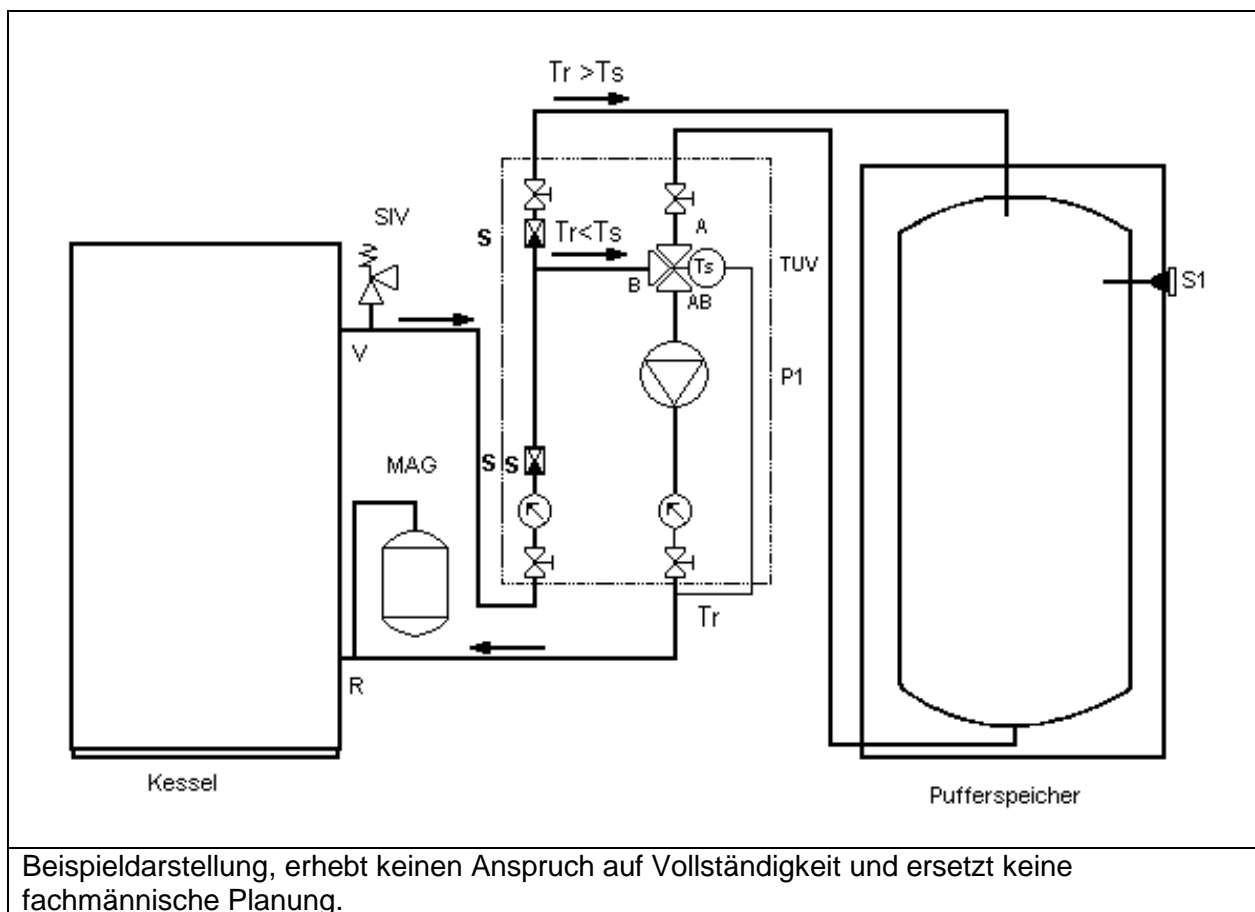 Tr >Ts
SIV
S
Tr<Ts
A
TUV
Ts
B
AB
S1
V
P1
MAG
S S
Tr
R
Kessel
Pufferspeicher
Beispieldarstellung, erhebt keinen Anspruch auf Vollständigkeit und ersetzt keine
fachmännische Planung.